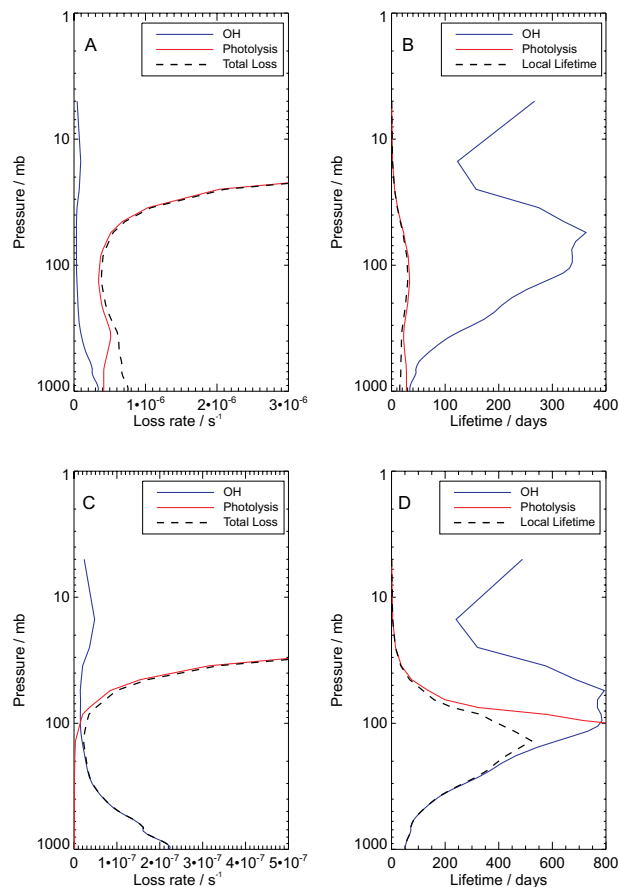 A
OH
Photolysis
Total Loss
1
10
100
1000
Pressure / mb
0
1•10⁻⁶
2•10⁻⁶
3•10⁻⁶
Loss rate / s⁻¹
B
OH
Photolysis
Local Lifetime
1
10
100
1000
Pressure / mb
0
100
200
300
400
Lifetime / days
C
OH
Photolysis
Total Loss
1
10
100
1000
Pressure / mb
0
1•10⁻⁷
2•10⁻⁷
3•10⁻⁷
4•10⁻⁷
5•10⁻⁷
Loss rate / s⁻¹
D
OH
Photolysis
Local Lifetime
1
10
100
1000
Pressure / mb
0
200
400
600
800
Lifetime / days